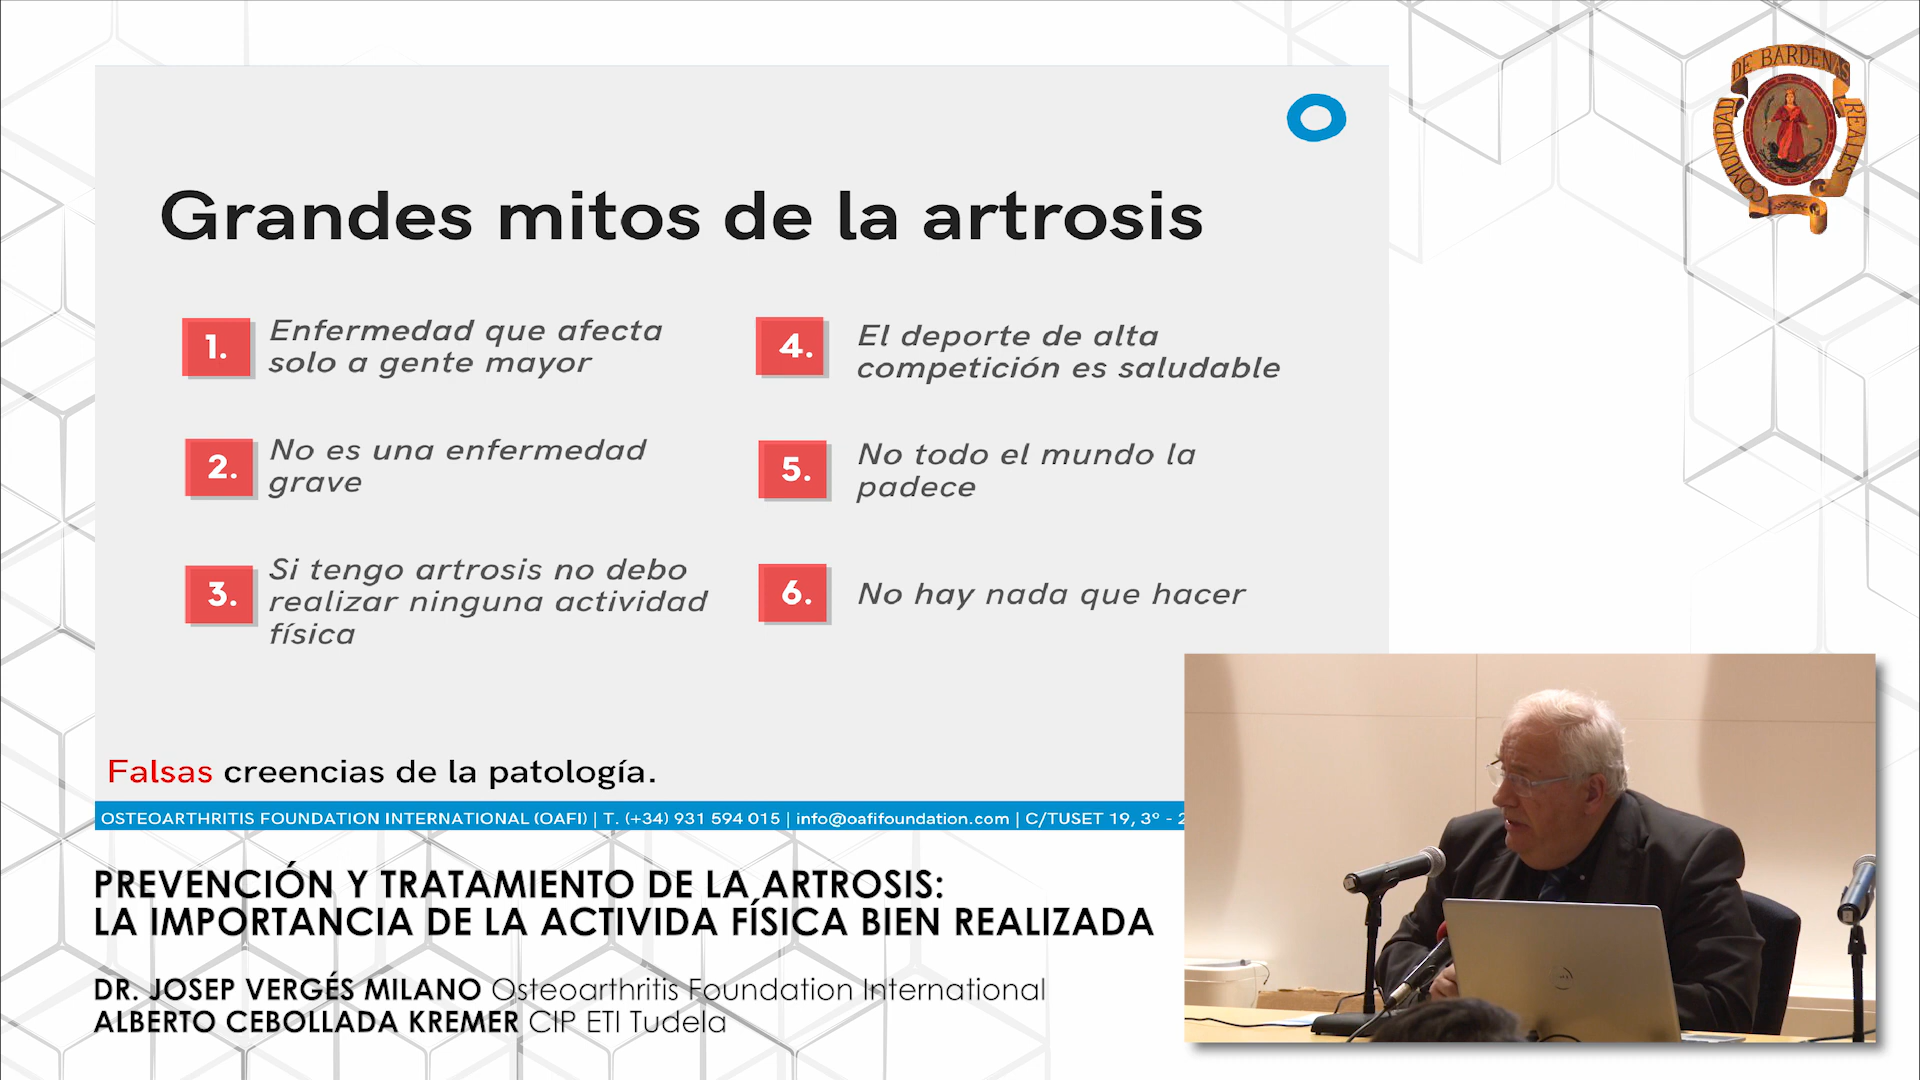 Grandes mitos de la artrosis
1.
Enfermedad que afecta
solo a gente mayor
2.
No es una enfermedad
grave
3.
Si tengo artrosis no debo
realizar ninguna actividad
física
4.
El deporte de alta
competición es saludable
5.
No todo el mundo la
padece
6.
No hay nada que hacer
Falsas creencias de la patología.
OSTEOARTHRITIS FOUNDATION INTERNATIONAL (OAFI) | T. (+34) 931 594 015 | info@oafifoundation.com | C/TUSET 19, 3º - 2
COMUNIDAD DE BARDENAS REALES
PREVENCIÓN Y TRATAMIENTO DE LA ARTROSIS:
LA IMPORTANCIA DE LA ACTIVIDA FÍSICA BIEN REALIZADA
DR. JOSEP VERGÉS MILANO Osteoarthritis Foundation International
ALBERTO CEBOLLADA KREMER CIP ETI Tudela